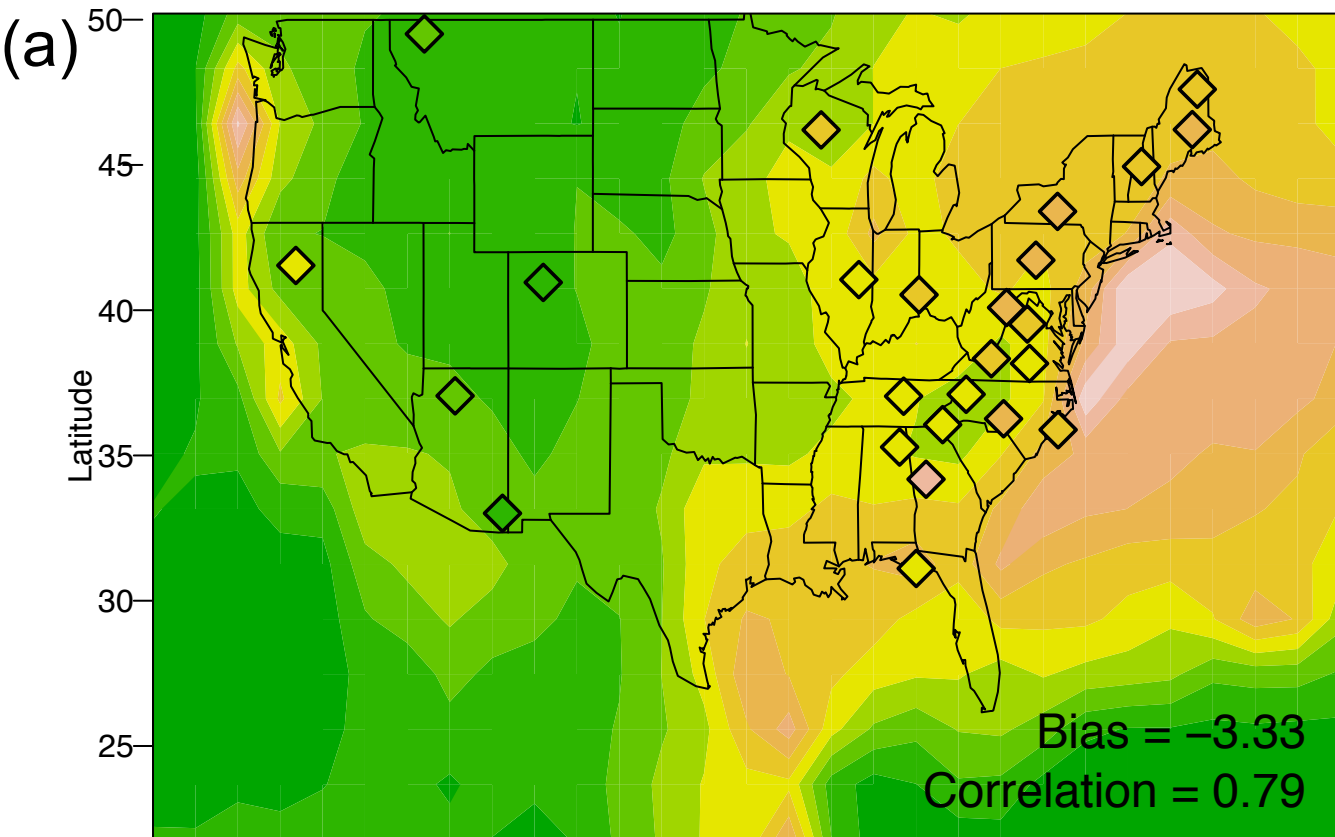 (a)
50
45
40
35
30
25
Latitude
Bias = −3.33
Correlation = 0.79